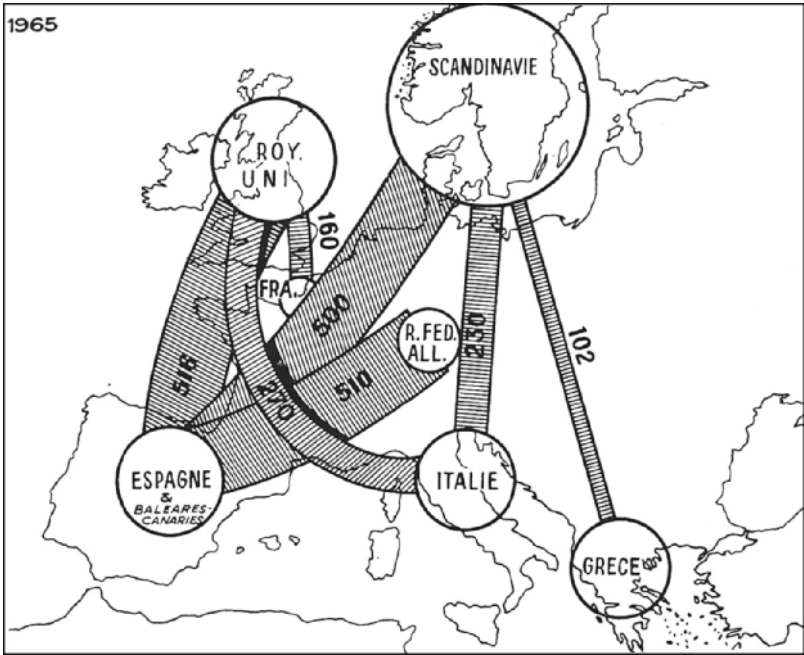 1965
SCANDINAVIE
ROY.
UNI
160
FRA.
500
R.FED.
ALL.
230
102
516
510
270
ESPAGNE
&
BALEARES-
CANARIES
ITALIE
GRECE